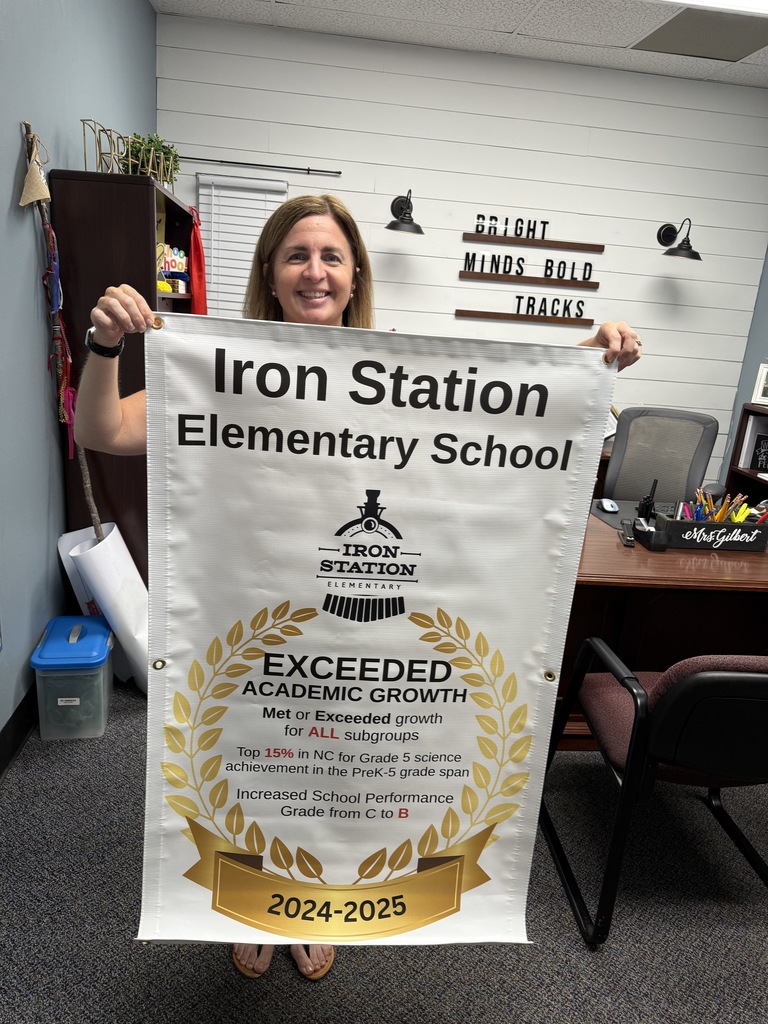 BRIGHT
MINDS BOLD
TRACKS
Iron Station
Elementary School
IRON
STATION
ELEMENTARY
EXCEEDED
ACADEMIC GROWTH
Met or Exceeded growth
for ALL subgroups
Top 15% in NC for Grade 5 science
achievement in the PreK-5 grade span
Increased School Performance
Grade from C to B
2024-2025
Mrs Gilbert